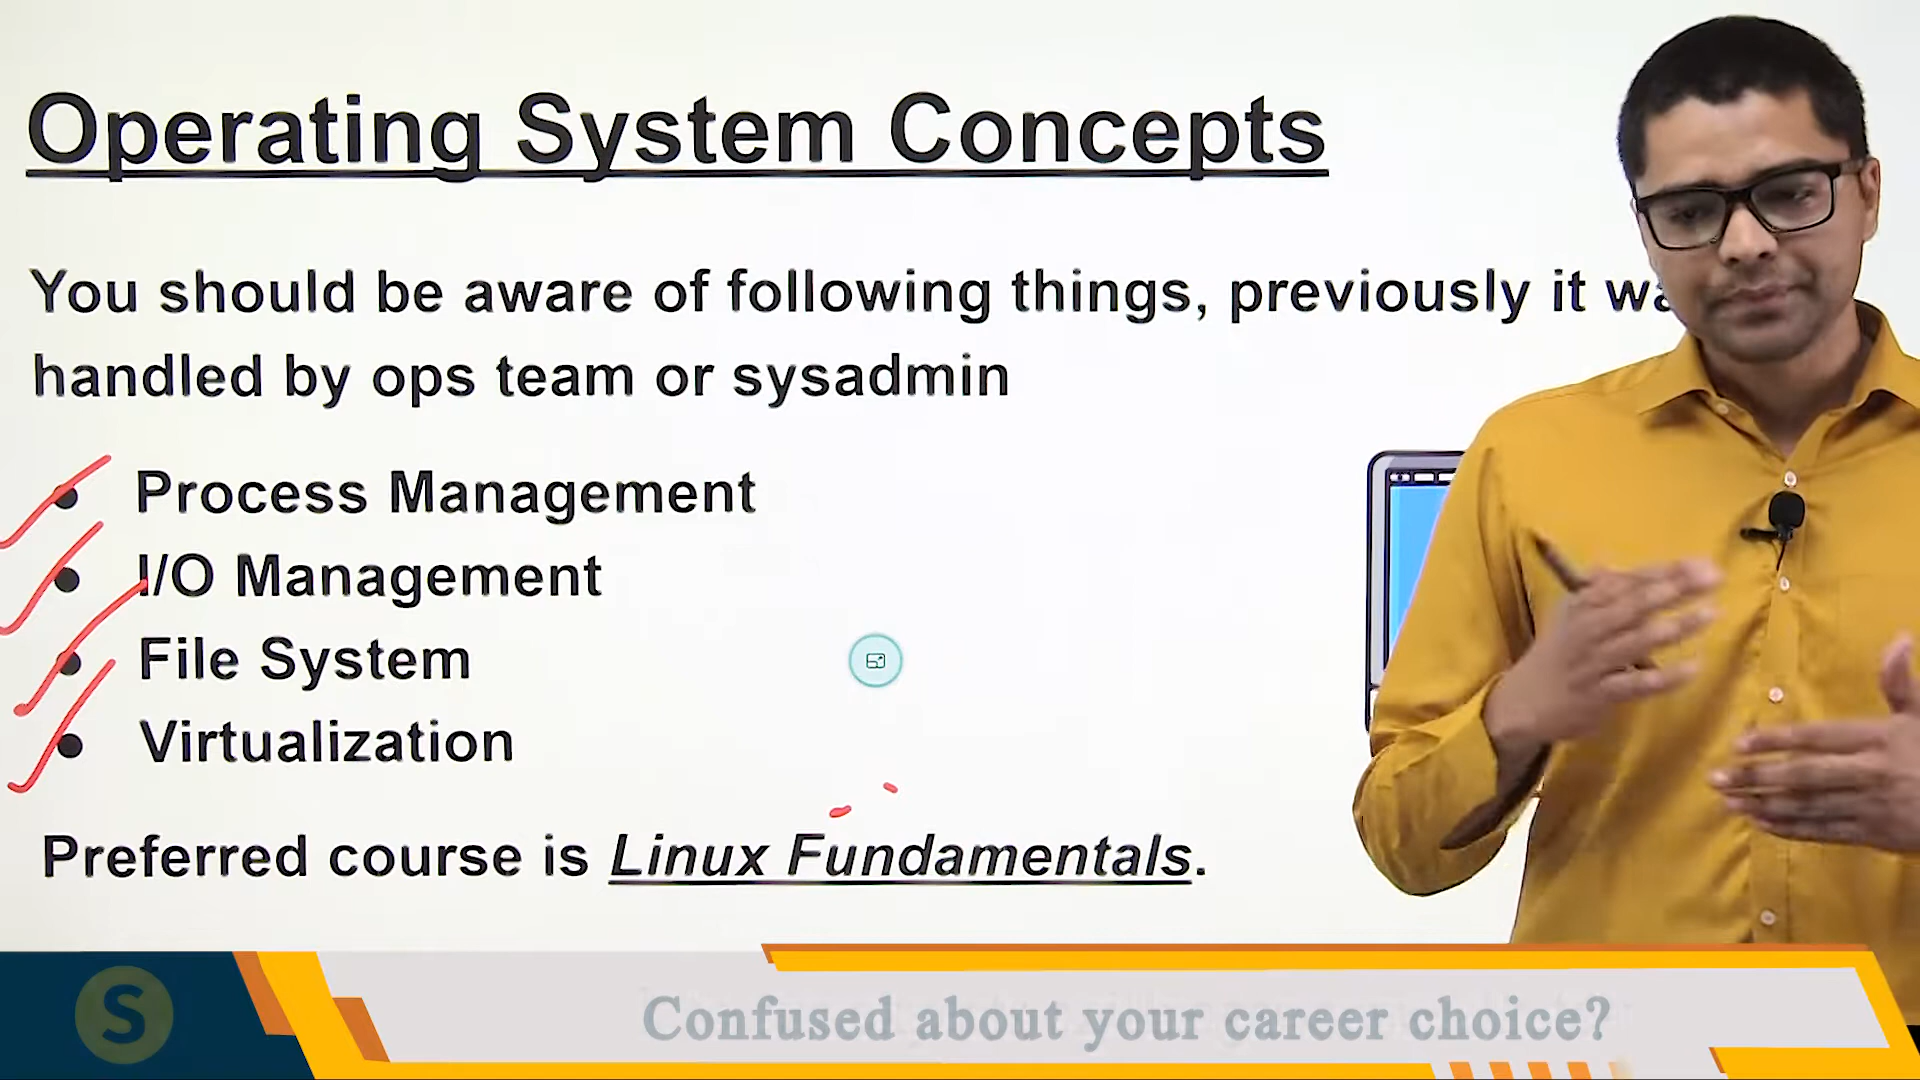 Operating System Concepts
You should be aware of following things, previously it
handled by ops team or sysadmin
• Process Management
• I/O Management
• File System
• Virtualization
Preferred course is Linux Fundamentals.
S
Confused about your career choice?